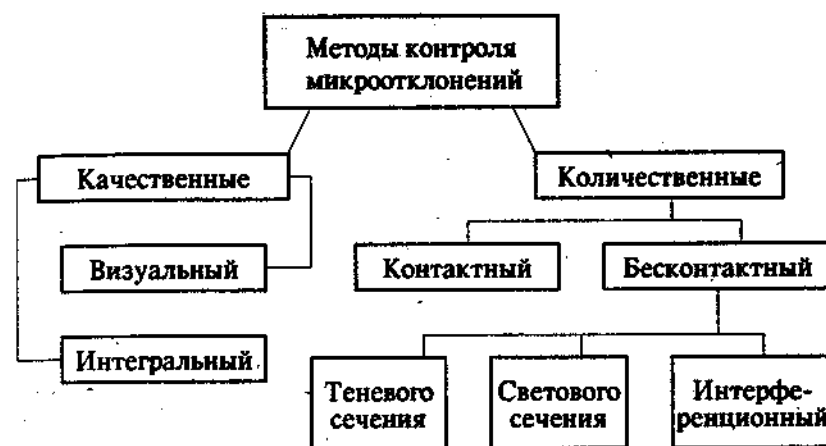 Методы контроля
микроотклонений
Качественные
Количественные
Визуальный
Контактный
Бесконтактный
Интегральный
Теневого
сечения
Светового
сечения
Интерфе-
ренционный